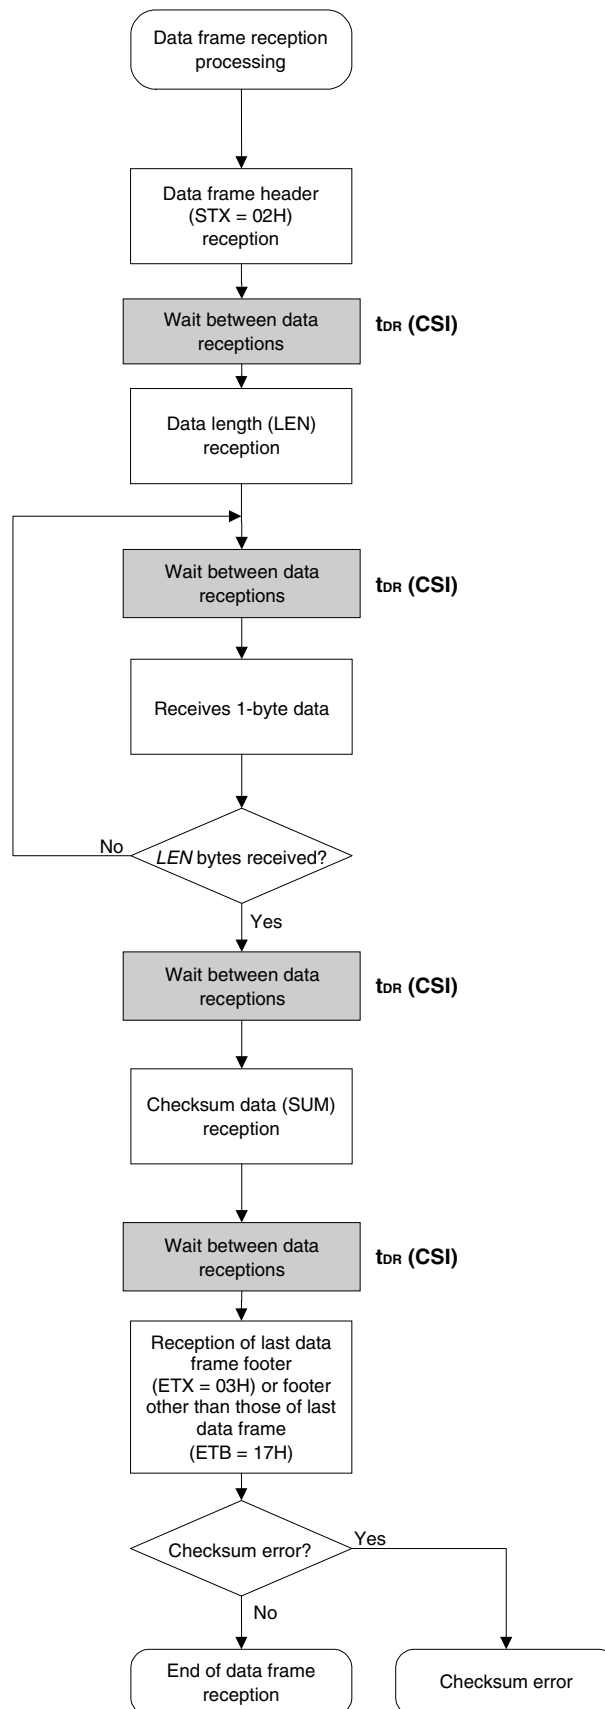 Data frame reception
processing
Data frame header
(STX = 02H)
reception
Wait between data
receptions
tDR (CSI)
Data length (LEN)
reception
Wait between data
receptions
tDR (CSI)
Receives 1-byte data
No
LEN bytes received?
Yes
Wait between data
receptions
tDR (CSI)
Checksum data (SUM)
reception
Wait between data
receptions
tDR (CSI)
Reception of last data
frame footer
(ETX = 03H) or footer
other than those of last
data frame
(ETB = 17H)
Checksum error?
Yes
No
End of data frame
reception
Checksum error